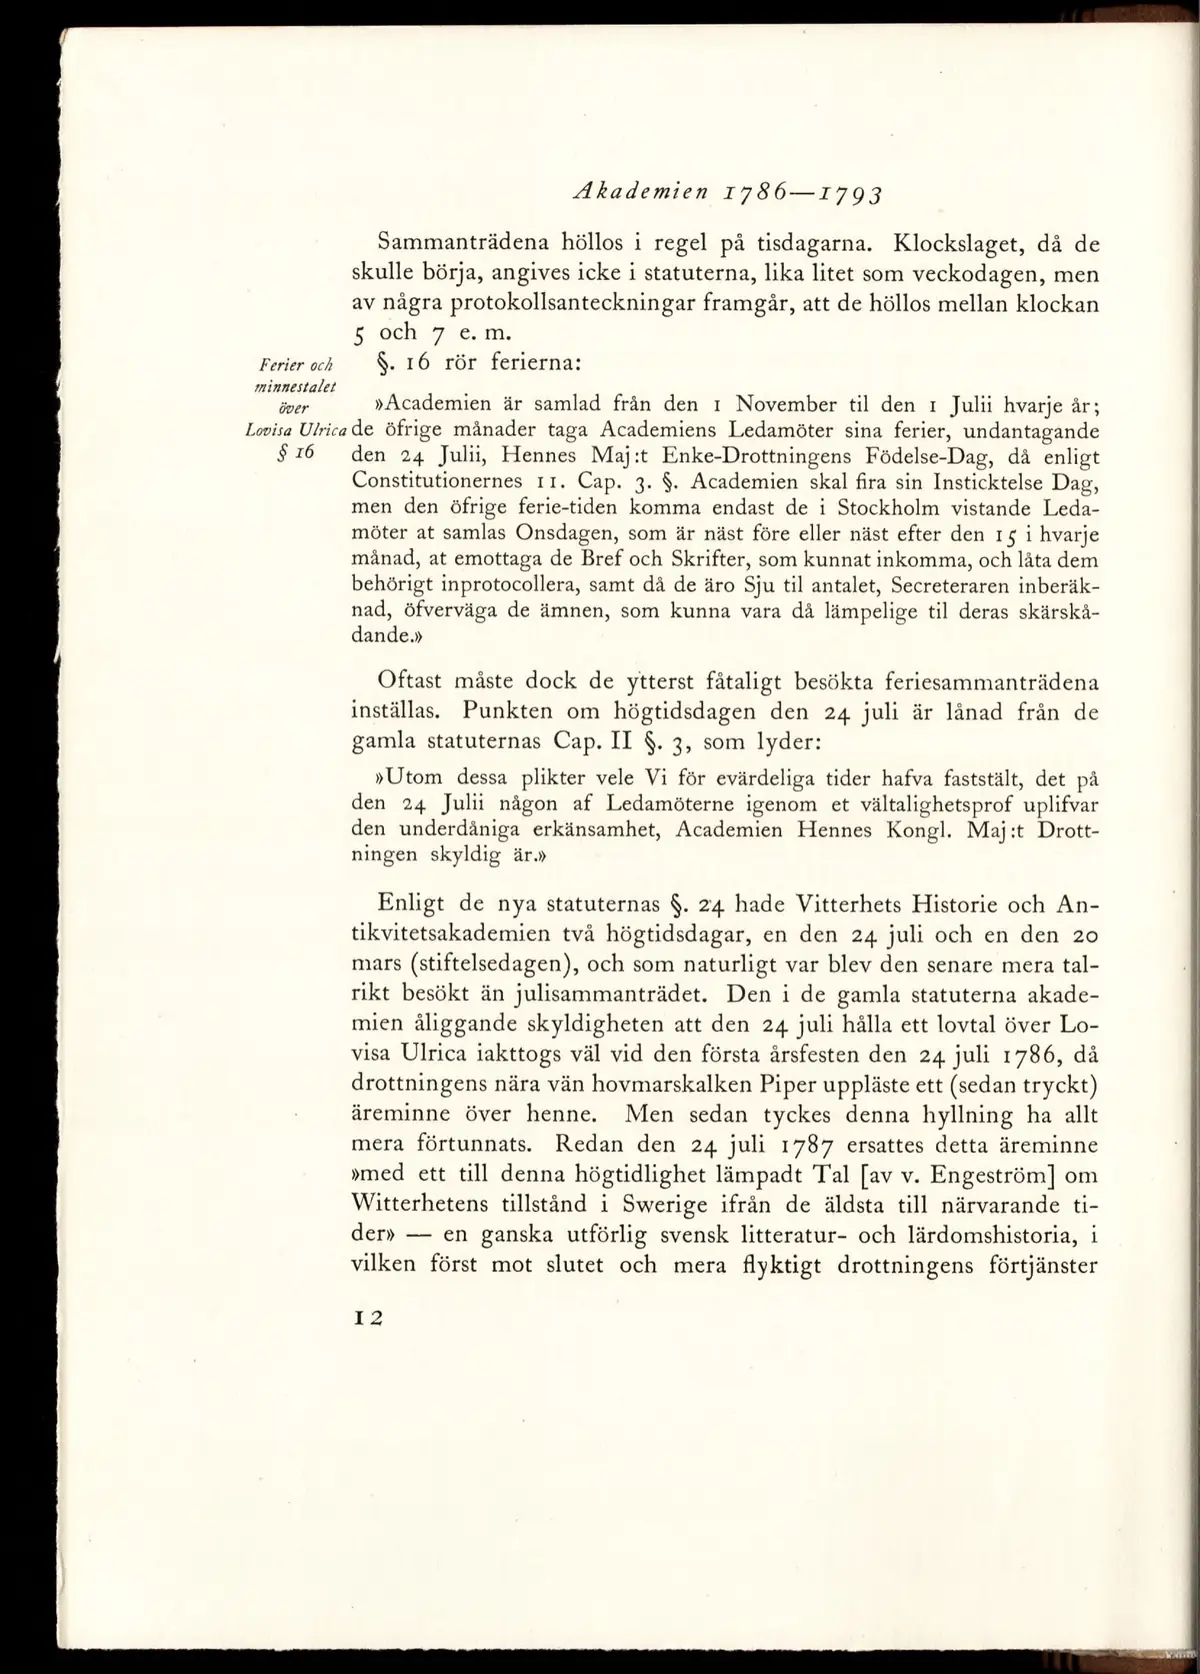 Akademien 1786—1793
Sammanträdena höllos i regel på tisdagarna. Klockslaget, då de
skulle börja, angives icke i statuterna, lika litet som veckodagen, men
av några protokollsanteckningar framgår, att de höllos mellan klockan
5 och 7 e. m.
Ferier och
minnestalet
över
Lovisa Ulrica
§ 16
§. 16 rör ferierna:
»Academien är samlad från den 1 November til den 1 Julii hvarje år;
de öfrige månader taga Academiens Ledamöter sina ferier, undantagande
den 24 Julii, Hennes Maj:t Enke-Drottningens Födelse-Dag, då enligt
Constitutionernes 11. Cap. 3. §. Academien skal fira sin Insticktelse Dag,
men den öfrige ferie-tiden komma endast de i Stockholm vistande Leda-
möter at samlas Onsdagen, som är näst före eller näst efter den 15 i hvarje
månad, at emottaga de Bref och Skrifter, som kunnat inkomma, och låta dem
behörigt inprotocollera, samt då de äro Sju til antalet, Secreteraren inberäk-
nad, öfverväga de ämnen, som kunna vara då lämpelige til deras skärskå-
dande.»
Oftast måste dock de ytterst fåtaligt besökta feriesammanträdena
inställas. Punkten om högtidsdagen den 24 juli är lånad från de
gamla statuternas Cap. II §. 3, som lyder:
»Utom dessa plikter vele Vi för evärdeliga tider hafva faststält, det på
den 24 Julii någon af Ledamöterne igenom et vältalighetsprof uplifvar
den underdåniga erkänsamhet, Academien Hennes Kongl. Maj:t Drott-
ningen skyldig är.»
Enligt de nya statuternas §. 24 hade Vitterhets Historie och An-
tikvitetsakademien två högtidsdagar, en den 24 juli och en den 20
mars (stiftelsedagen), och som naturligt var blev den senare mera tal-
rikt besökt än julisammanträdet. Den i de gamla statuterna akade-
mien åliggande skyldigheten att den 24 juli hålla ett lovtal över Lo-
visa Ulrica iakttogs väl vid den första årsfesten den 24 juli 1786, då
drottningens nära vän hovmarskalken Piper uppläste ett (sedan tryckt)
äreminne över henne. Men sedan tyckes denna hyllning ha allt
mera förtunnats. Redan den 24 juli 1787 ersattes detta äreminne
»med ett till denna högtidlighet lämpadt Tal [av v. Engeström] om
Witterhetens tillstånd i Swerige ifrån de äldsta till närvarande ti-
der» — en ganska utförlig svensk litteratur- och lärdomshistoria, i
vilken först mot slutet och mera flyktigt drottningens förtjänster
12